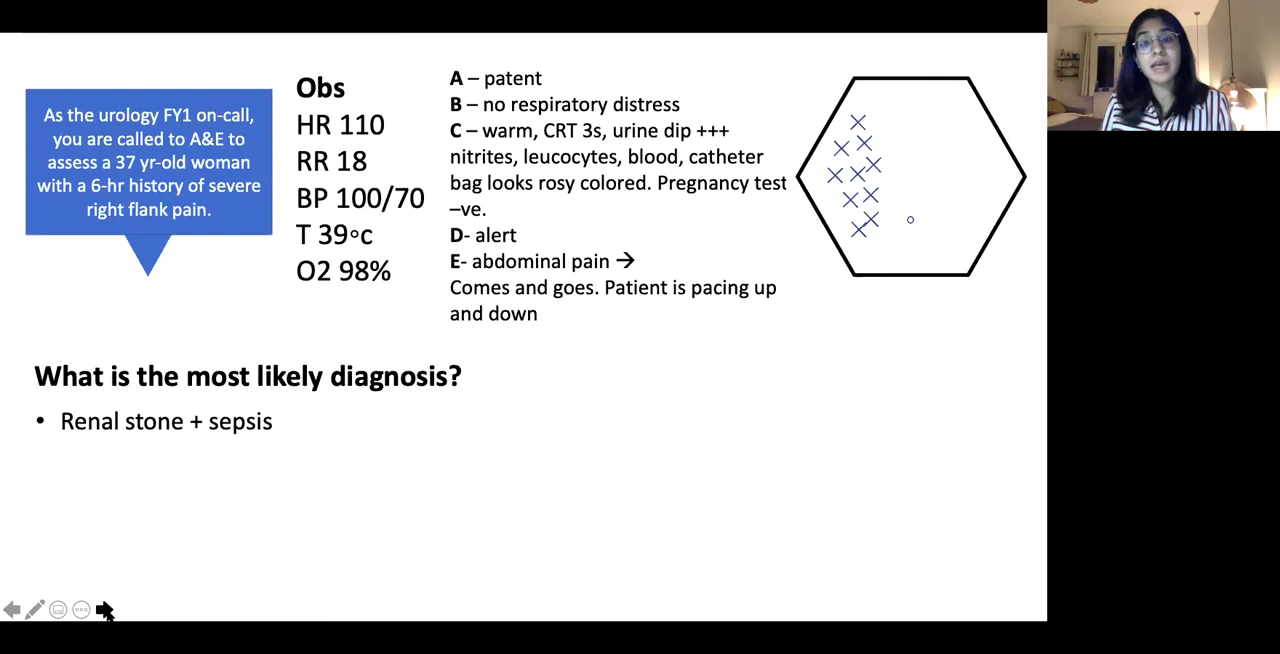 As the urology FY1 on-call,
you are called to A&E to
assess a 37 yr-old woman
with a 6-hr history of severe
right flank pain.
Obs
HR 110
RR 18
BP 100/70
T 39°c
O2 98%
A – patent
B – no respiratory distress
C – warm, CRT 3s, urine dip +++
nitrites, leucocytes, blood, catheter
bag looks rosy colored. Pregnancy test
–ve.
D- alert
E- abdominal pain →
Comes and goes. Patient is pacing up
and down
What is the most likely diagnosis?
• Renal stone + sepsis